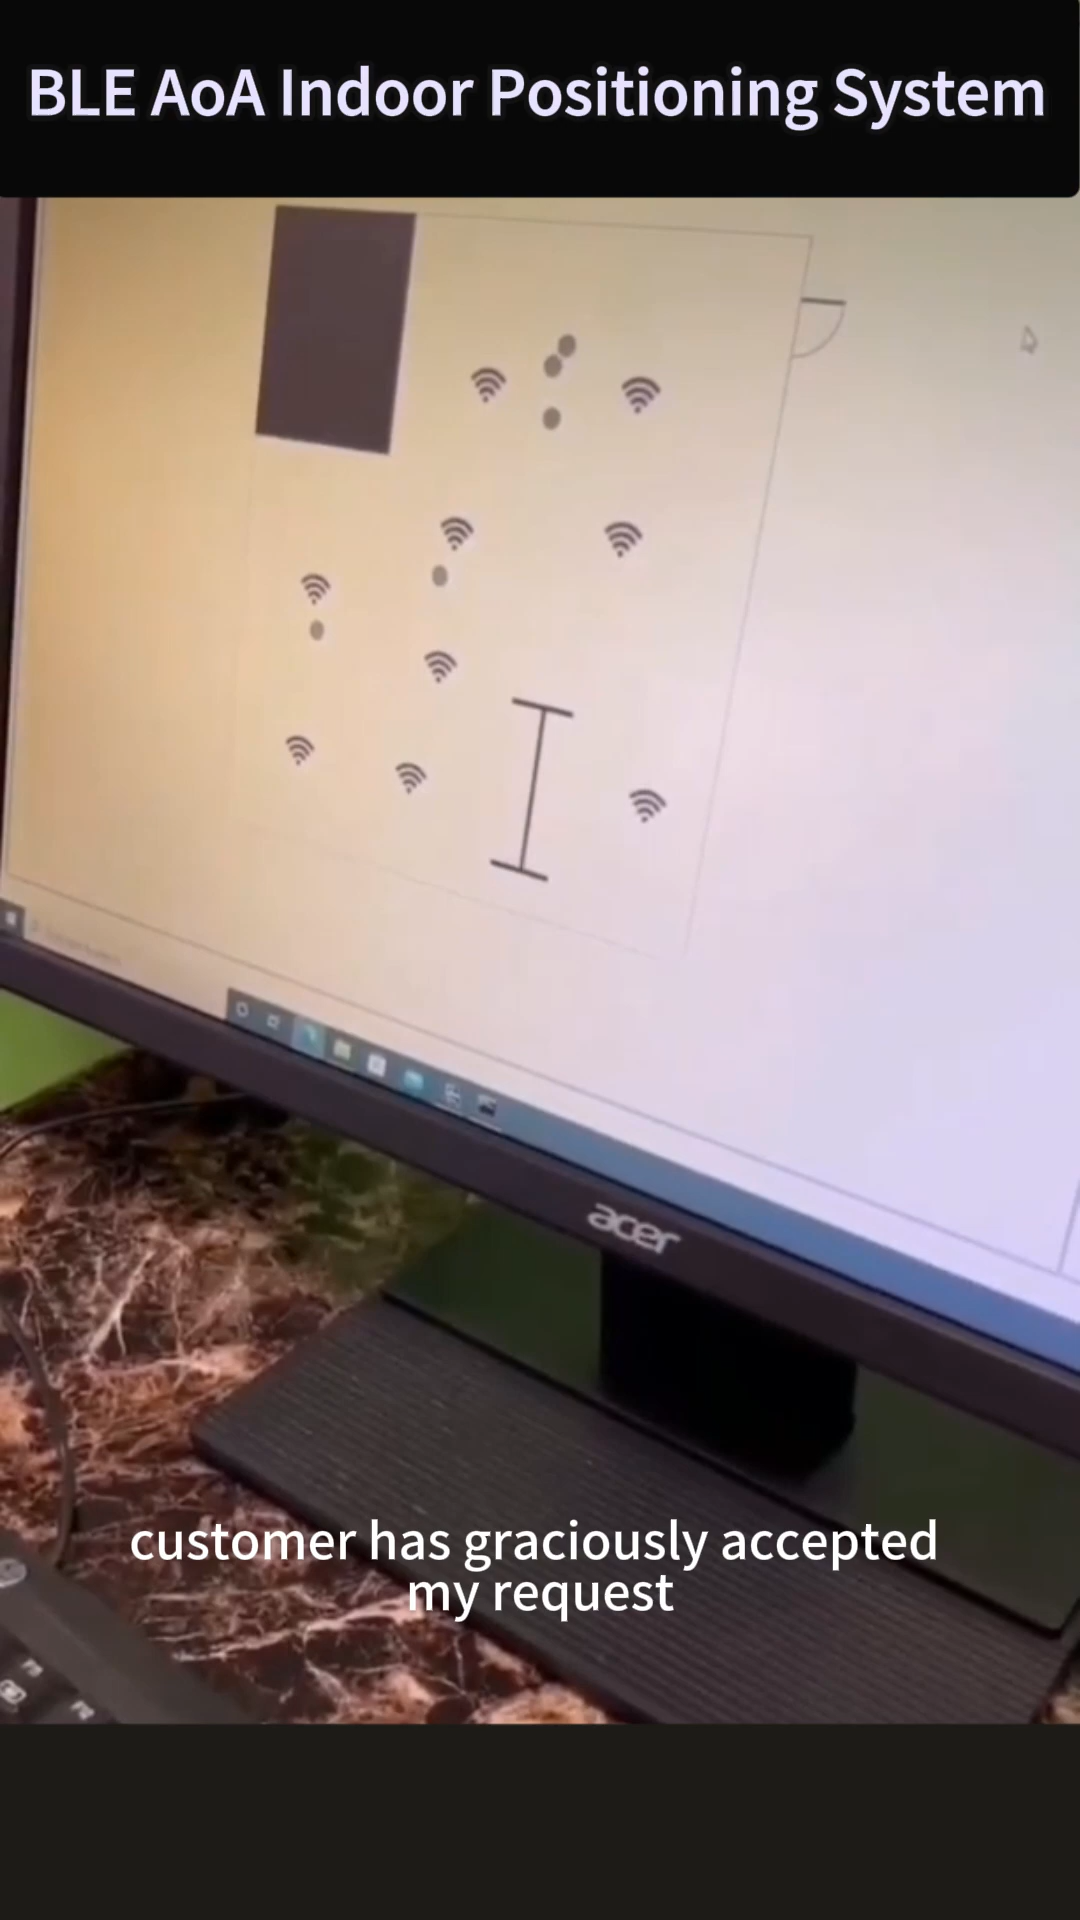 BLE AoA Indoor Positioning System
acer
customer has graciously accepted
my request